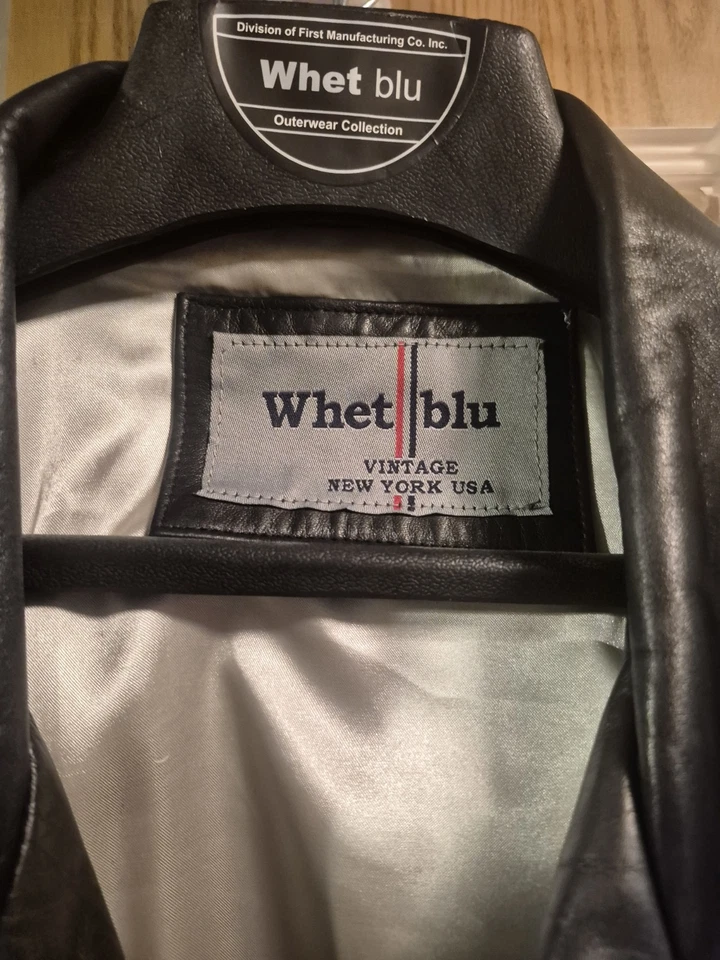 Division of First Manufacturing Co. Inc.
Whet blu
Outerwear Collection
Whet blu
VINTAGE
NEW YORK USA